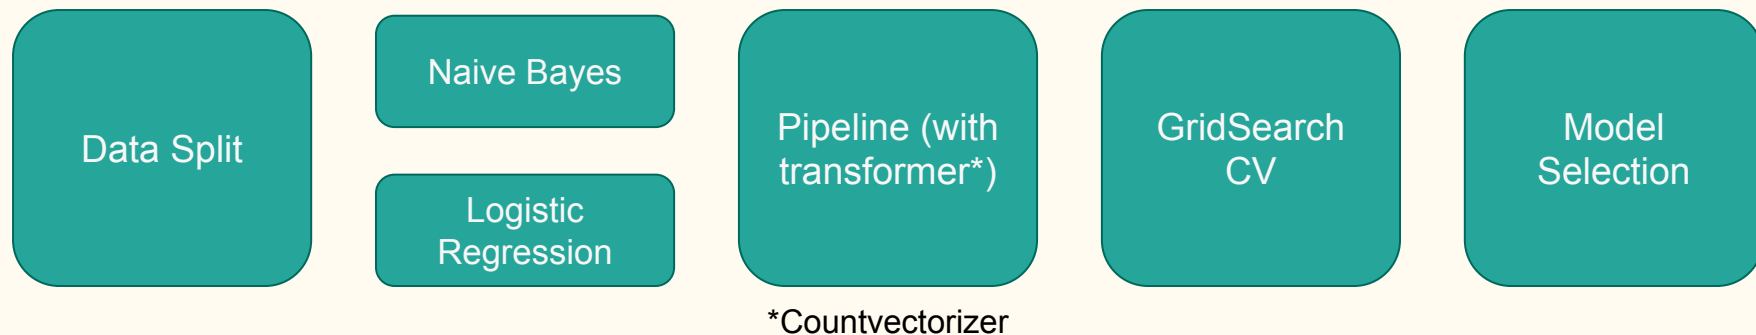 Data Split
Naive Bayes
Logistic
Regression
Pipeline (with
transformer*)
GridSearch
CV
Model
Selection
*Countvectorizer